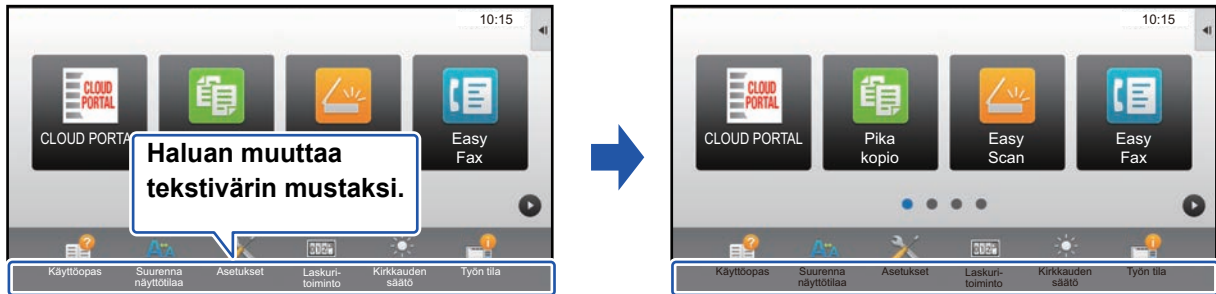 10:15
CLOUD
PORTAL
CLOUD PORTA
Easy
Fax
Haluan muuttaa
tekstivärin mustaksi.
Käyttöopas
Suurenna
näyttötilaa
Asetukset
Laskuri-
toiminto
Kirkkauden
säätö
Työn tila
10:15
CLOUD
PORTAL
CLOUD PORTAL
Pika
kopio
Easy
Scan
Easy
Fax
Käyttöopas
Suurenna
näyttötilaa
Asetukset
Laskuri-
toiminto
Kirkkauden
säätö
Työn tila